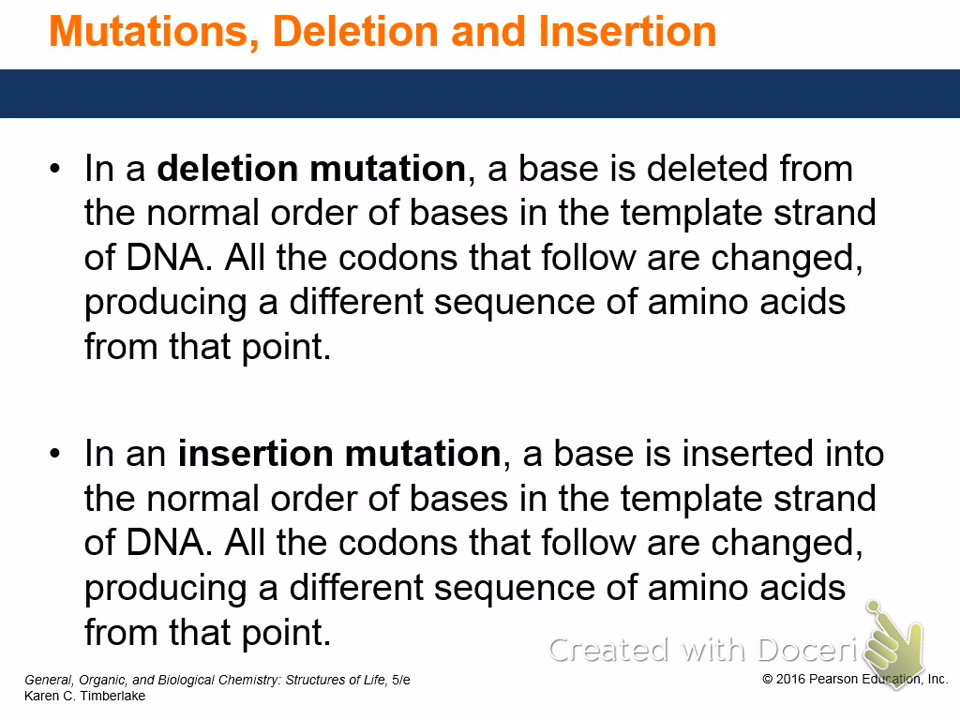 Mutations, Deletion and Insertion
• In a deletion mutation, a base is deleted from
the normal order of bases in the template strand
of DNA. All the codons that follow are changed,
producing a different sequence of amino acids
from that point.
• In an insertion mutation, a base is inserted into
the normal order of bases in the template strand
of DNA. All the codons that follow are changed,
producing a different sequence of amino acids
from that point.
Created with Doceri
General, Organic, and Biological Chemistry: Structures of Life, 5/e
Karen C. Timberlake
© 2016 Pearson Education, Inc.